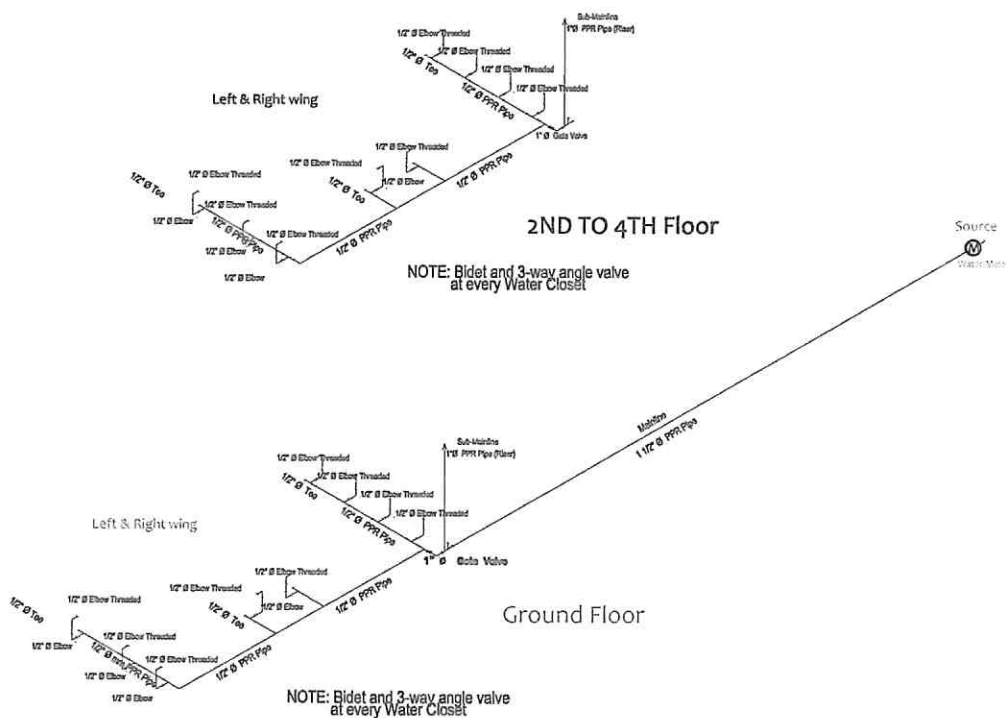 Sub-Mainline
1"Ø PPR Pipe (Riser)
1/2" Ø Elbow Threaded
1/2" Ø Elbow Threaded
1/2" Ø Elbow Threaded
1/2" Ø Elbow Threaded
1/2" Ø Tee
1/2" Ø PPR Pipe
Left & Right wing
1" Ø Gate Valve
1/2" Ø Elbow Threaded
1/2" Ø Elbow Threaded
1/2" Ø Elbow
1/2" Ø Tee
1/2" Ø PPR Pipe
1/2" Ø Elbow Threaded
1/2" Ø Tee
1/2" Ø Elbow Threaded
1/2" Ø Elbow
1/2" Ø PPR Pipe
1/2" Ø Elbow Threaded
1/2" Ø Elbow
1/2" Ø Elbow
1/2" Ø PPR Pipe
2ND TO 4TH Floor
NOTE: Bidet and 3-way angle valve
at every Water Closet
Source
M
Water Mete
Mainline
1 1/2" Ø PPR Pipe
Sub-Mainline
1"Ø PPR Pipe (Riser)
1/2" Ø Elbow Threaded
1/2" Ø Elbow Threaded
1/2" Ø Elbow Threaded
1/2" Ø Elbow Threaded
1/2" Ø Tee
1/2" Ø PPR Pipe
Left & Right wing
1" Ø Gate Valve
1/2" Ø Elbow Threaded
1/2" Ø Elbow Threaded
1/2" Ø Elbow
1/2" Ø Tee
1/2" Ø PPR Pipe
1/2" Ø Elbow Threaded
1/2" Ø Tee
1/2" Ø Elbow Threaded
1/2" Ø Elbow
1/2" Ø PPR Pipe
1/2" Ø Elbow Threaded
1/2" Ø Elbow
1/2" Ø Elbow
1/2" Ø PPR Pipe
Ground Floor
NOTE: Bidet and 3-way angle valve
at every Water Closet